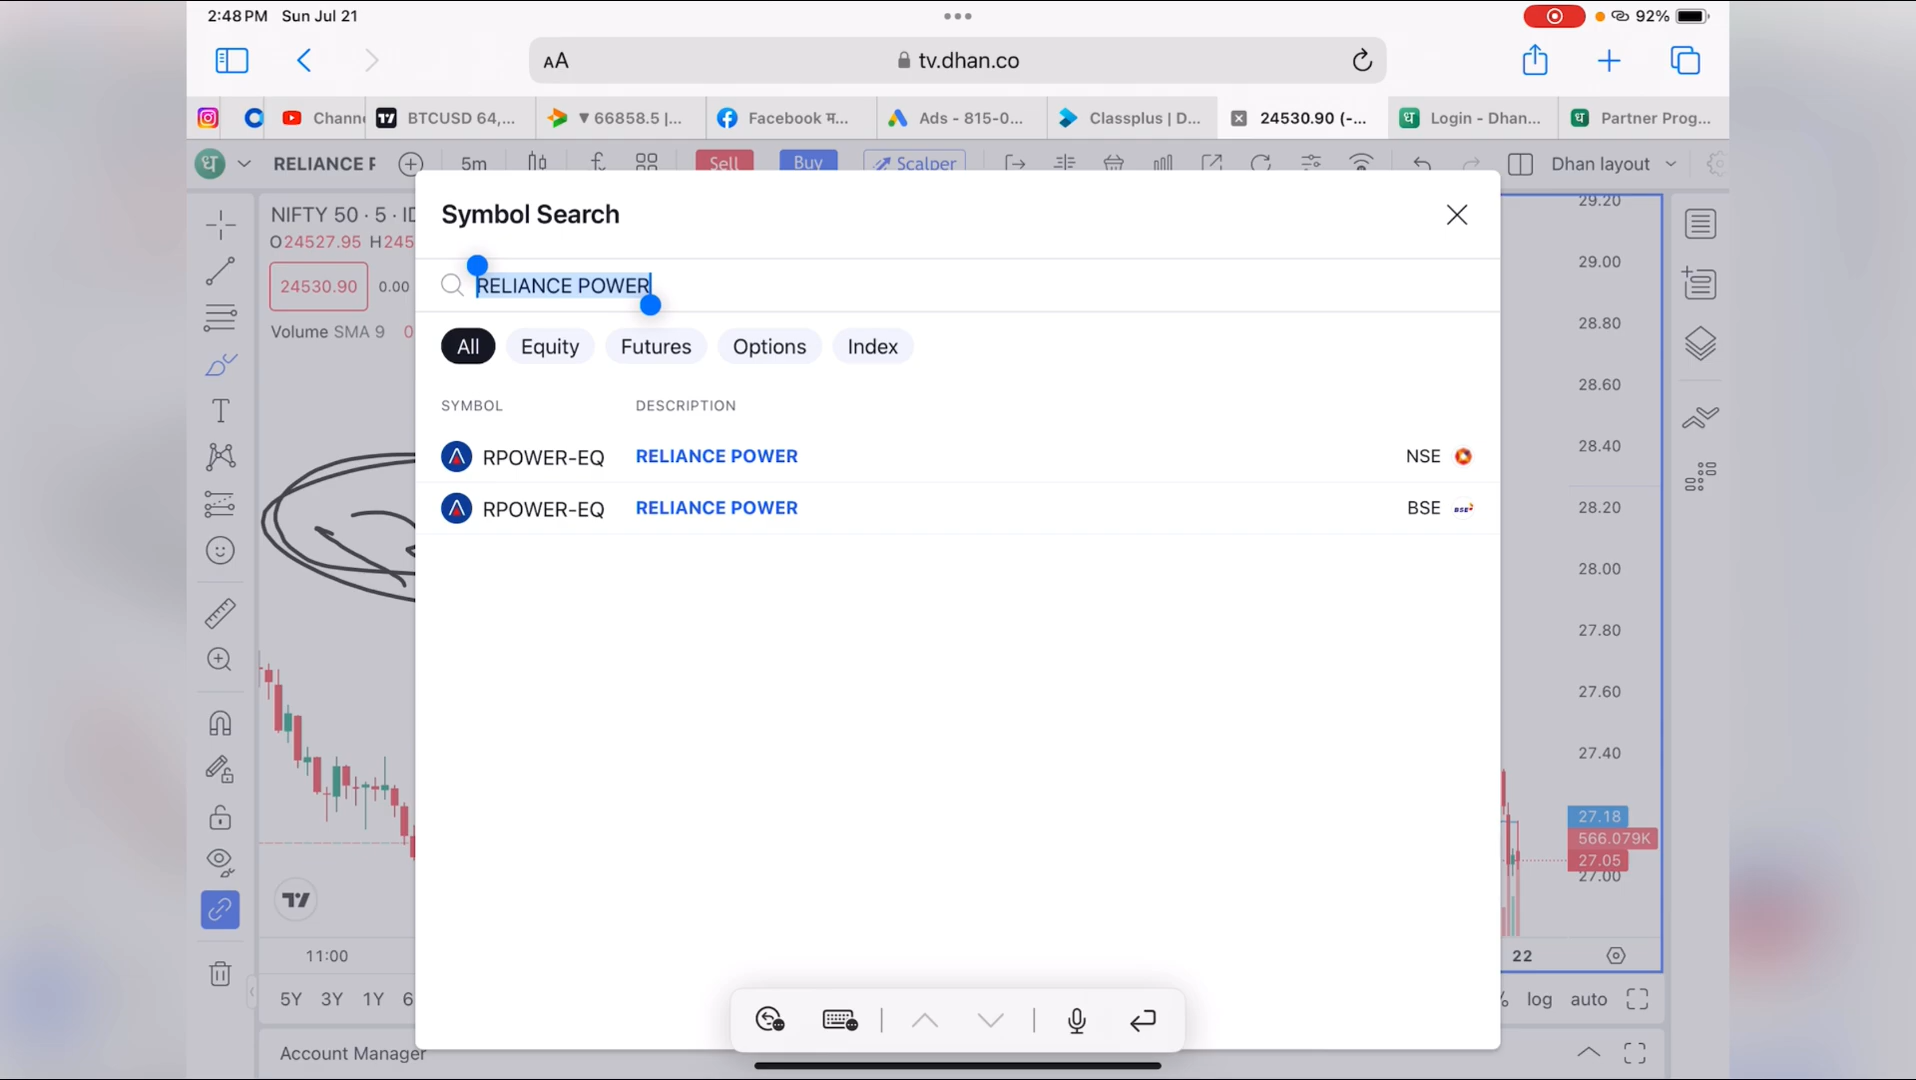 2:48 PM Sun Jul 21
92%
AA
tv.dhan.co
Chann
BTCUSD 64,...
▼66858.5 |...
Facebook म...
Ads - 815-0...
Classplus | D...
24530.90 (-...
Login - Dhan...
Partner Prog...
RELIANCE P
5m
Sell
Buy
Scalper
Dhan layout
NIFTY 50 · 5 · ID
O24527.95 H245
24530.90
0.00
Volume SMA 9 0
Symbol Search
RELIANCE POWER
All
Equity
Futures
Options
Index
SYMBOL
DESCRIPTION
RPOWER-EQ
RELIANCE POWER
NSE
RPOWER-EQ
RELIANCE POWER
BSE
29.20
29.00
28.80
28.60
28.40
28.20
28.00
27.80
27.60
27.40
27.18
566.079K
27.05
27.00
11:00
22
5Y
3Y
1Y
6
%
log
auto
Account Manager